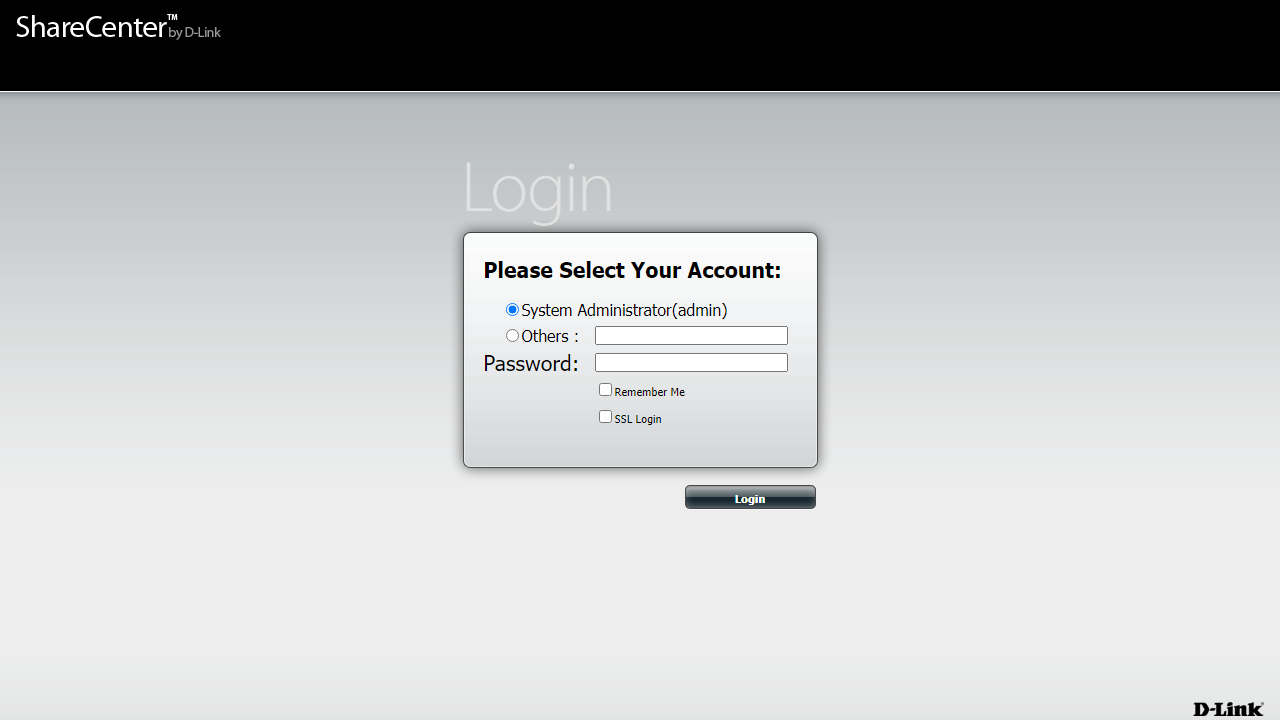 ShareCenter™ by D-Link
Login
Please Select Your Account:
System Administrator(admin)
Others :
Password:
Remember Me
SSL Login
Login
D-Link®